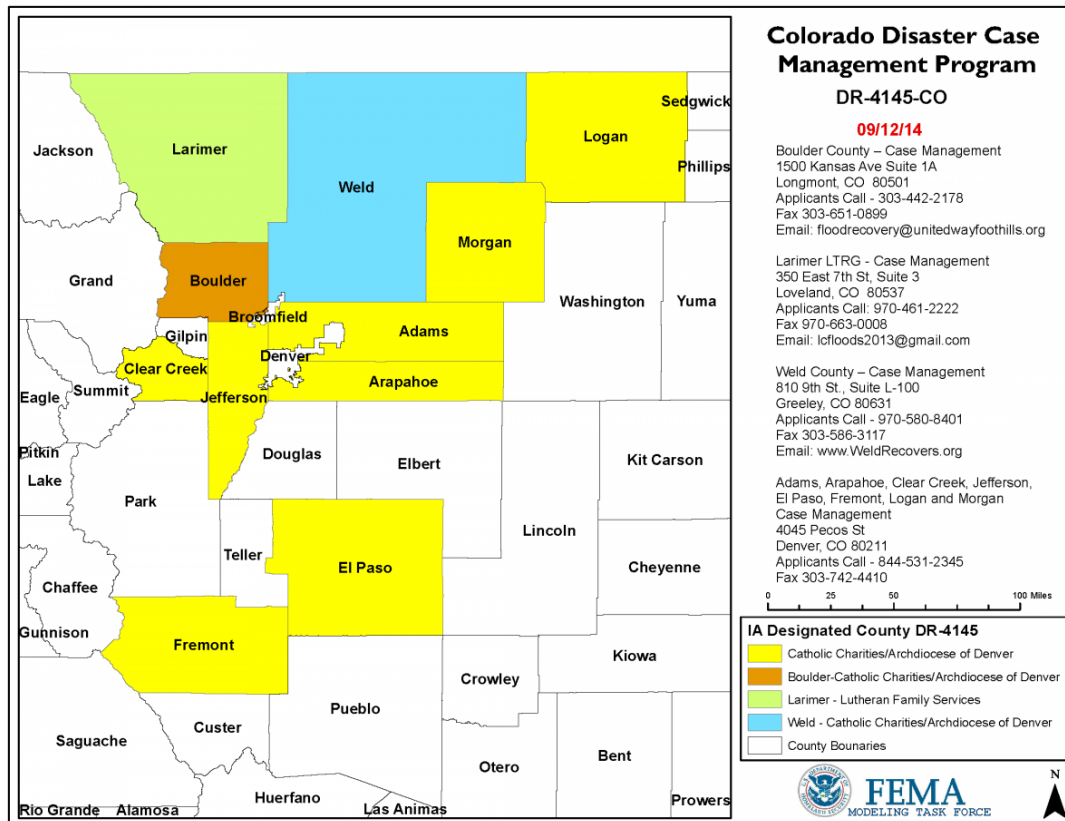 Colorado Disaster Case
Management Program
DR-4145-CO
09/12/14
Boulder County – Case Management
1500 Kansas Ave Suite 1A
Longmont, CO 80501
Applicants Call - 303-442-2178
Fax 303-651-0899
Email: floodrecovery@unitedwayfoothills.org
Larimer LTRG - Case Management
350 East 7th St, Suite 3
Loveland, CO 80537
Applicants Call: 970-461-2222
Fax 970-663-0008
Email: lcfloods2013@gmail.com
Weld County – Case Management
810 9th St., Suite L-100
Greeley, CO 80631
Applicants Call - 970-580-8401
Fax 303-586-3117
Email: www.WeldRecovers.org
Adams, Arapahoe, Clear Creek, Jefferson,
El Paso, Fremont, Logan and Morgan
Case Management
4045 Pecos St
Denver, CO 80211
Applicants Call - 844-531-2345
Fax 303-742-4410
0 25 50 75 100 Miles
IA Designated County DR-4145
Catholic Charities/Archdiocese of Denver
Boulder-Catholic Charities/Archdiocese of Denver
Larimer - Lutheran Family Services
Weld - Catholic Charities/Archdiocese of Denver
County Bounaries
FEMA
MODELING TASK FORCE
N
Jackson
Larimer
Weld
Logan
Sedgwick
Phillips
Morgan
Grand
Boulder
Washington
Yuma
Broomfield
Gilpin
Adams
Denver
Clear Creek
Arapahoe
Summit
Eagle
Jefferson
Pitkin
Lake
Douglas
Elbert
Kit Carson
Park
Lincoln
Teller
El Paso
Cheyenne
Chaffee
Gunnison
Fremont
Kiowa
Crowley
Pueblo
Custer
Saguache
Otero
Bent
Prowers
Huerfano
Las Animas
Rio Grande
Alamosa